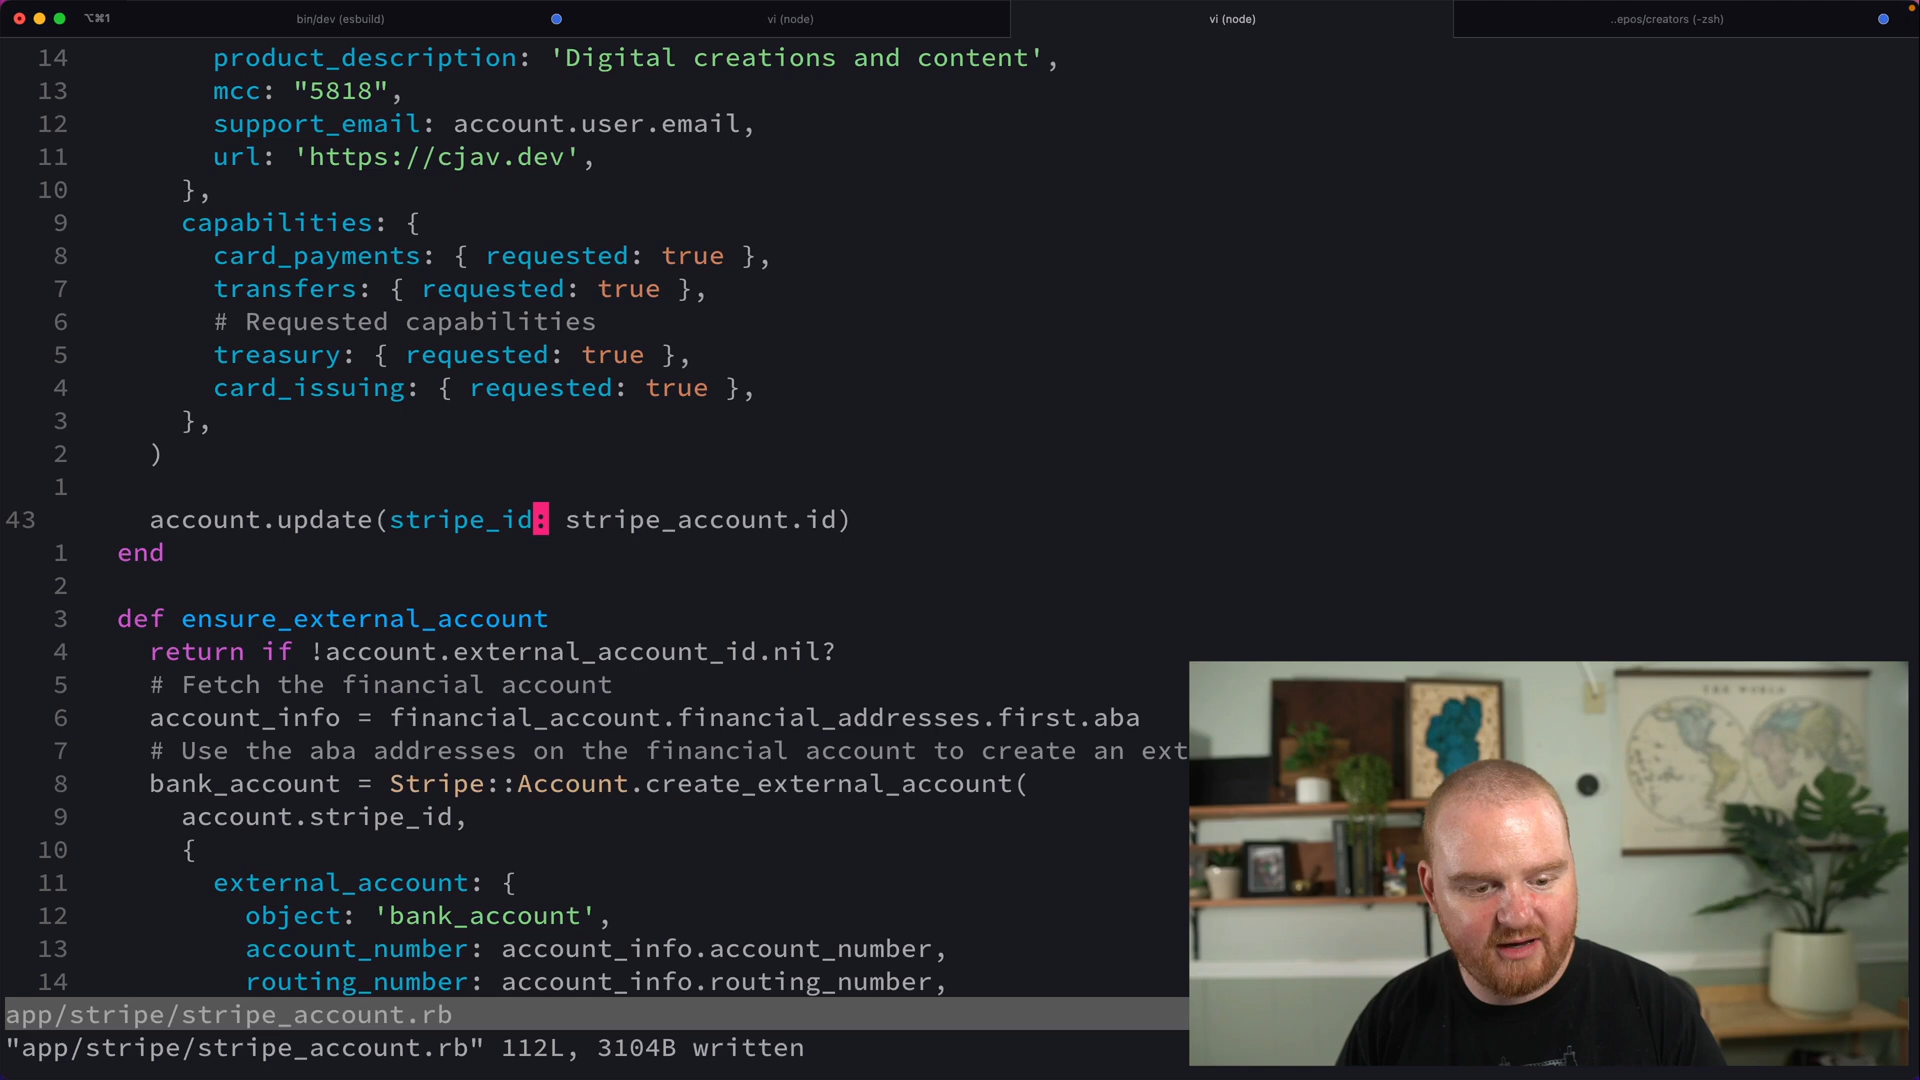 ⌥⌘1
bin/dev (esbuild)
vi (node)
vi (node)
..epos/creators (-zsh)
14 product_description: 'Digital creations and content',
13 mcc: "5818",
12 support_email: account.user.email,
11 url: 'https://cjav.dev',
10 },
9 capabilities: {
8 card_payments: { requested: true },
7 transfers: { requested: true },
6 # Requested capabilities
5 treasury: { requested: true },
4 card_issuing: { requested: true },
3 },
2 )
1
43 account.update(stripe_id: stripe_account.id)
1 end
2
3 def ensure_external_account
4 return if !account.external_account_id.nil?
5 # Fetch the financial account
6 account_info = financial_account.financial_addresses.first.aba
7 # Use the aba addresses on the financial account to create an ext
8 bank_account = Stripe::Account.create_external_account(
9 account.stripe_id,
10 {
11 external_account: {
12 object: 'bank_account',
13 account_number: account_info.account_number,
14 routing_number: account_info.routing_number,
app/stripe/stripe_account.rb
"app/stripe/stripe_account.rb" 112L, 3104B written
THE WORLD